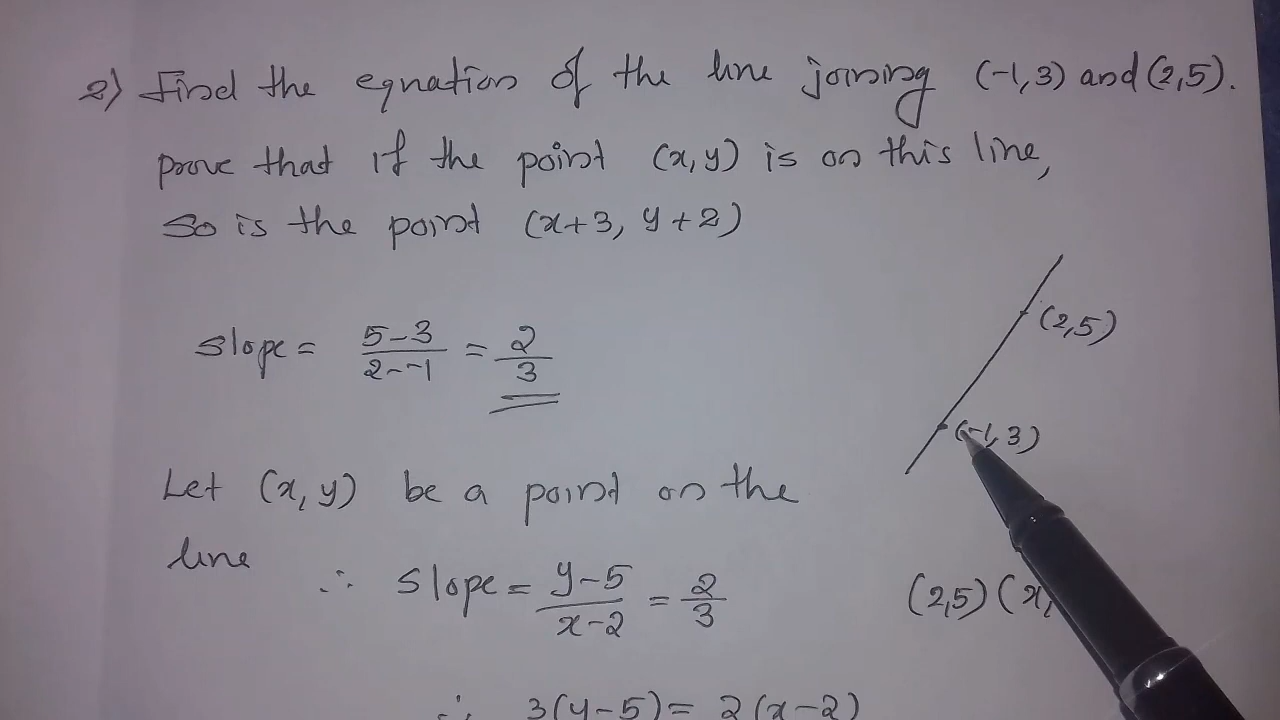 2) Find the equation of the line joining (-1,3) and (2,5).
prove that if the point (x,y) is on this line,
so is the point (x+3, y+2)
(2,5)
slope = 5-3 / 2--1 = 2/3
(-1,3)
Let (x,y) be a point on the
line
∴ slope = y-5 / x-2 = 2/3
(2,5) (x,
∴ 3(y-5) = 2(x-2)